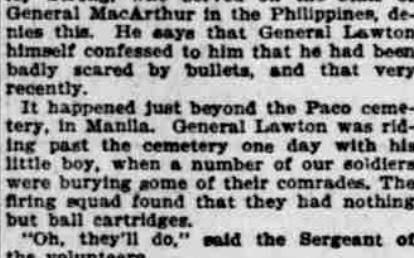 General MacArthur in the Philippines, de-
nies this. He says that General Lawton
himself confessed to him that he had been
badly scared by bullets, and that very
recently.
It happened just beyond the Paco ceme-
tery, in Manila. General Lawton was rid-
ing past the cemetery one day with his
little boy, when a number of our soldiers
were burying some of their comrades. The
firing squad found that they had nothing
but ball cartridges.
"Oh, they'll do," said the Sergeant of
the volunteers